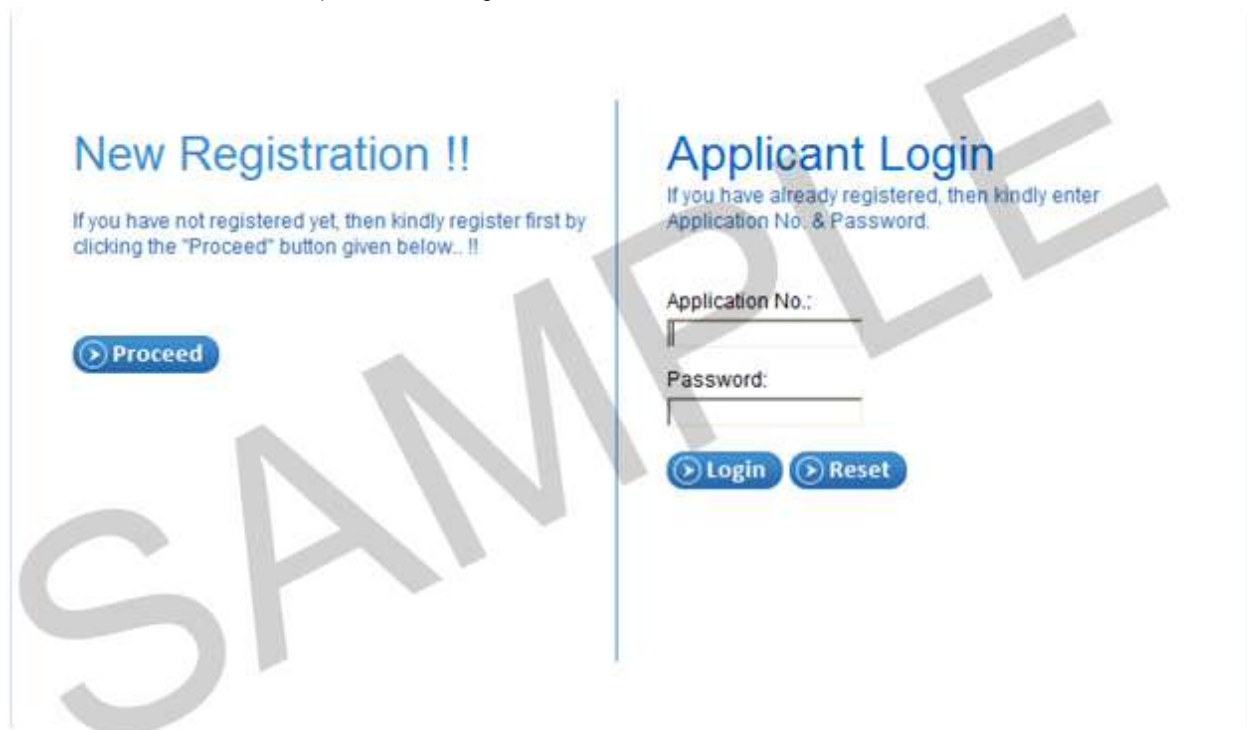 New Registration !!
If you have not registered yet, then kindly register first by
clicking the "Proceed" button given below.. !!
Proceed
Applicant Login
If you have already registered, then kindly enter
Application No. & Password.
Application No.:
Password:
Login Reset
SAMPLE